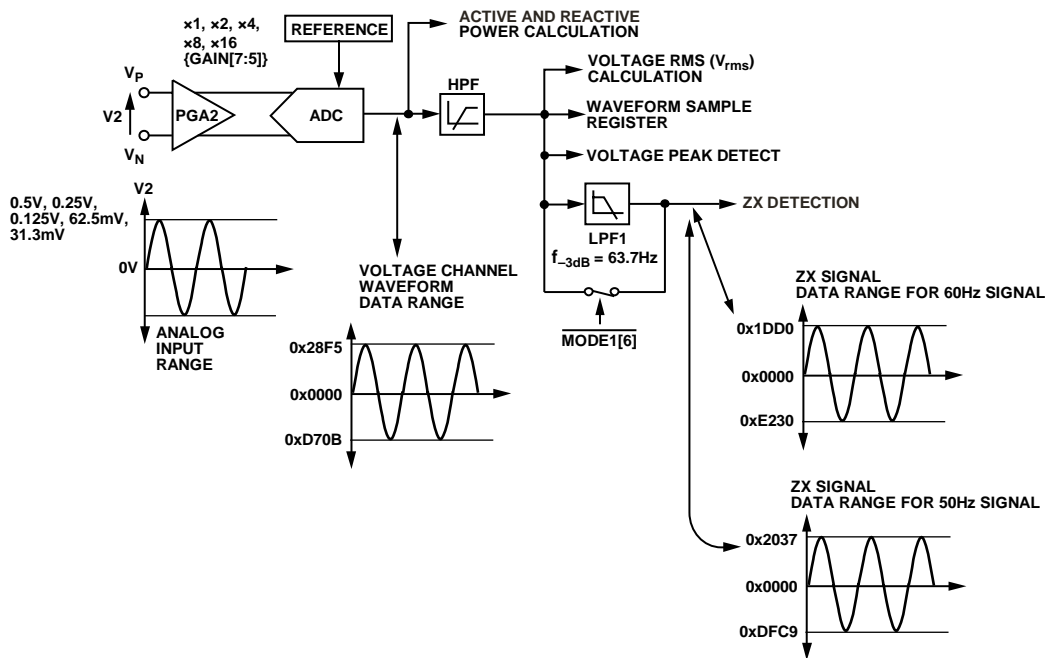 ×1, ×2, ×4,
×8, ×16
{GAIN[7:5]}
REFERENCE
ACTIVE AND REACTIVE
POWER CALCULATION
VP
V2
VN
PGA2
ADC
HPF
VOLTAGE RMS (Vrms)
CALCULATION
WAVEFORM SAMPLE
REGISTER
VOLTAGE PEAK DETECT
ZX DETECTION
LPF1
f–3dB = 63.7Hz
MODE1[6]
V2
0.5V, 0.25V,
0.125V, 62.5mV,
31.3mV
0V
ANALOG
INPUT
RANGE
VOLTAGE CHANNEL
WAVEFORM
DATA RANGE
0x28F5
0x0000
0xD70B
ZX SIGNAL
DATA RANGE FOR 60Hz SIGNAL
0x1DD0
0x0000
0xE230
ZX SIGNAL
DATA RANGE FOR 50Hz SIGNAL
0x2037
0x0000
0xDFC9